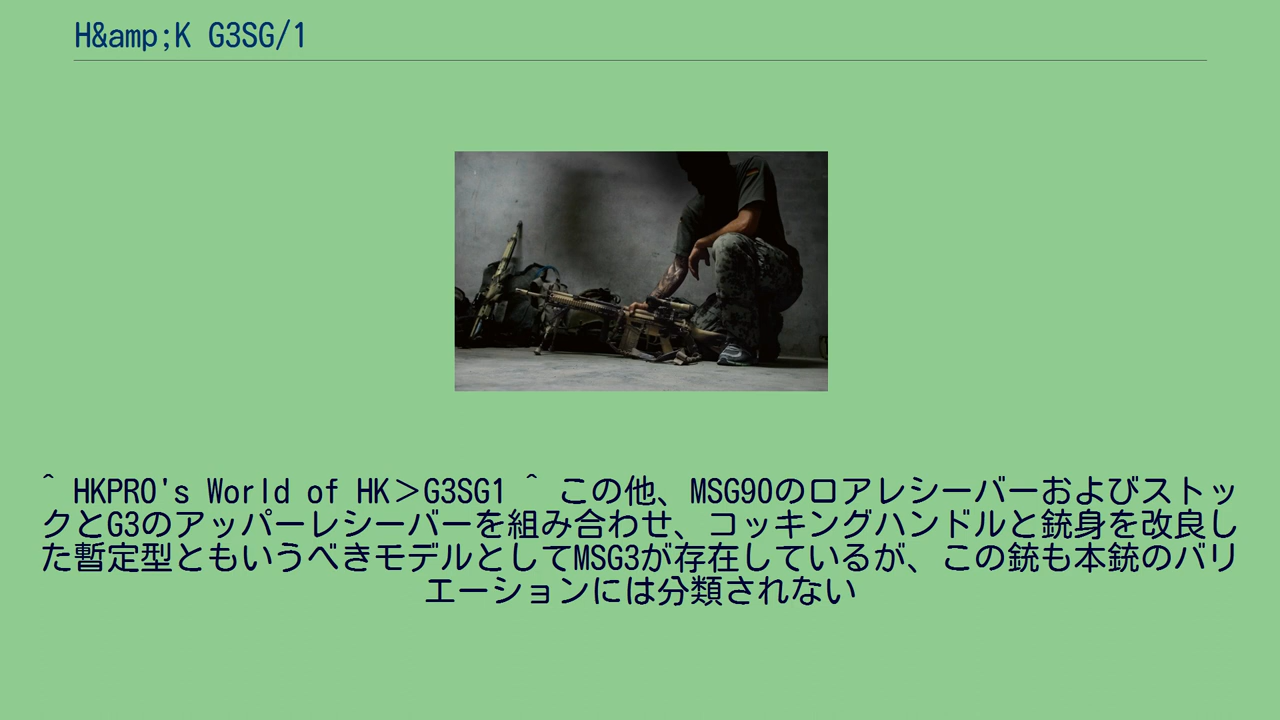 H&amp;K G3SG/1
^ HKPRO's World of HK＞G3SG1 ^ この他、MSG90のロアレシーバーおよびストッ
クとG3のアッパーレシーバーを組み合わせ、コッキングハンドルと銃身を改良し
た暫定型ともいうべきモデルとしてMSG3が存在しているが、この銃も本銃のバリ
エーションには分類されない